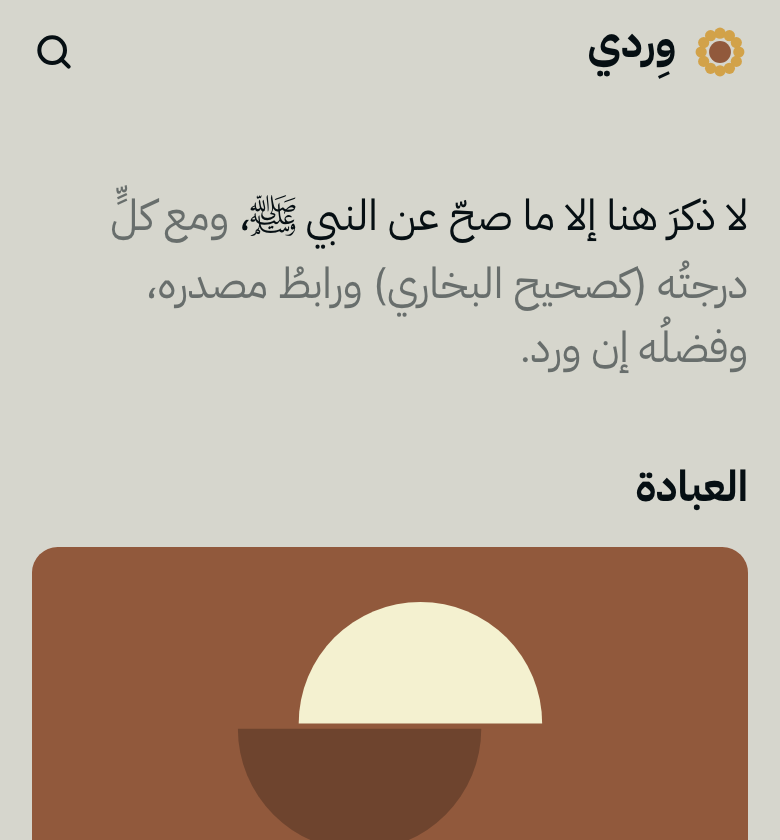 وِردي
لا ذكرَ هنا إلا ما صحّ عن النبي ﷺ، ومع كلٍّ
درجتُه (كصحيح البخاري) ورابطُ مصدره،
وفضلُه إن ورد.
العبادة